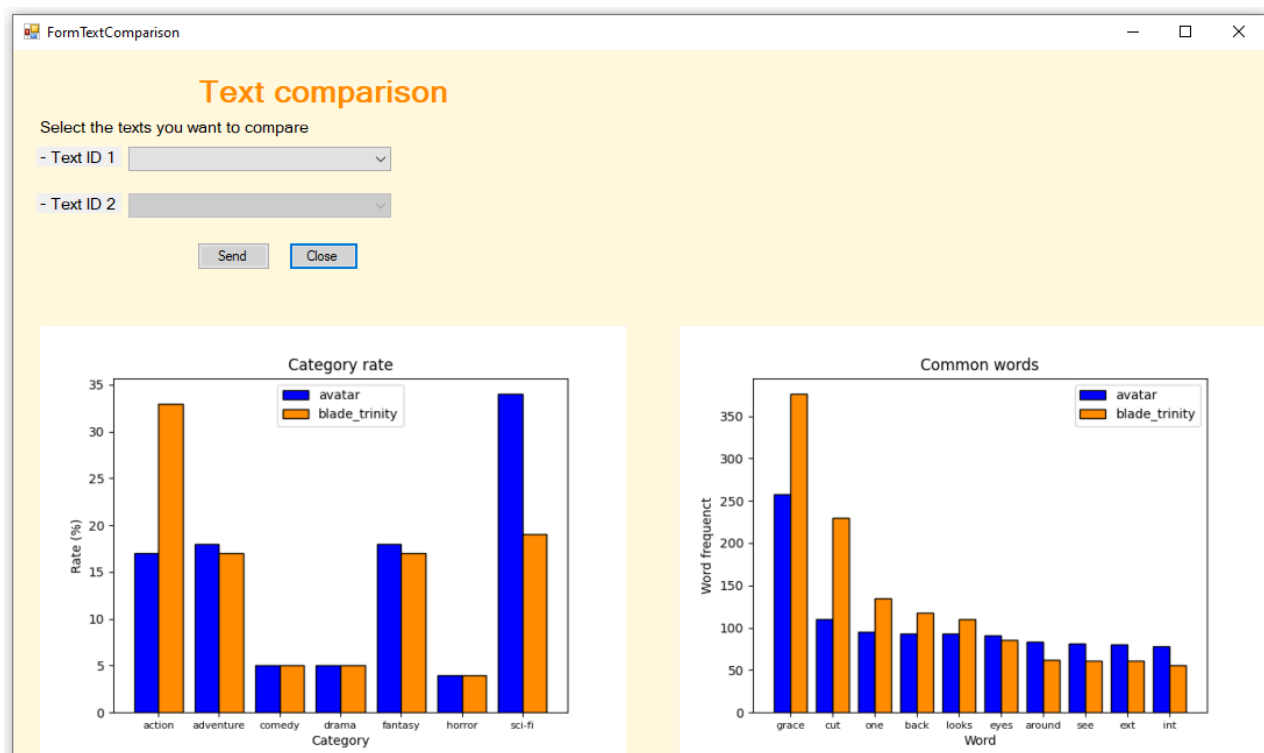 FormTextComparison
Text comparison
Select the texts you want to compare
- Text ID 1
- Text ID 2
Send Close
Category rate
avatar
blade_trinity
35
30
25
20
15
10
5
0
Rate (%)
action adventure comedy drama fantasy horror sci-fi
Category
Common words
avatar
blade_trinity
350
300
250
200
150
100
50
0
Word frequenct
grace cut one back looks eyes around see ext int
Word